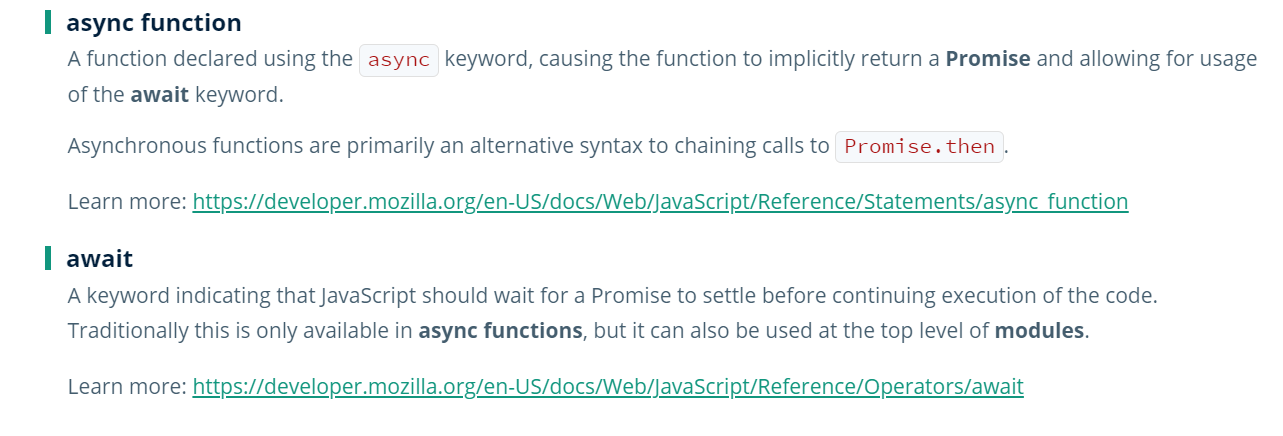 async function
A function declared using the async keyword, causing the function to implicitly return a Promise and allowing for usage
of the await keyword.
Asynchronous functions are primarily an alternative syntax to chaining calls to Promise.then.
Learn more: https://developer.mozilla.org/en-US/docs/Web/JavaScript/Reference/Statements/async_function
await
A keyword indicating that JavaScript should wait for a Promise to settle before continuing execution of the code.
Traditionally this is only available in async functions, but it can also be used at the top level of modules.
Learn more: https://developer.mozilla.org/en-US/docs/Web/JavaScript/Reference/Operators/await